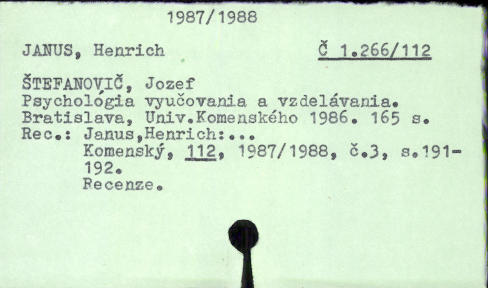 1987/1988
JANUS, Henrich Č 1.266/112
ŠTEFANOVIČ, Jozef
Psychológia vyučovania a vzdelávania.
Bratislava, Univ.Komenského 1986. 165 s.
Rec.: Janus,Henrich:...
Komenský, 112, 1987/1988, č.3, s.191-
192.
Recenze.